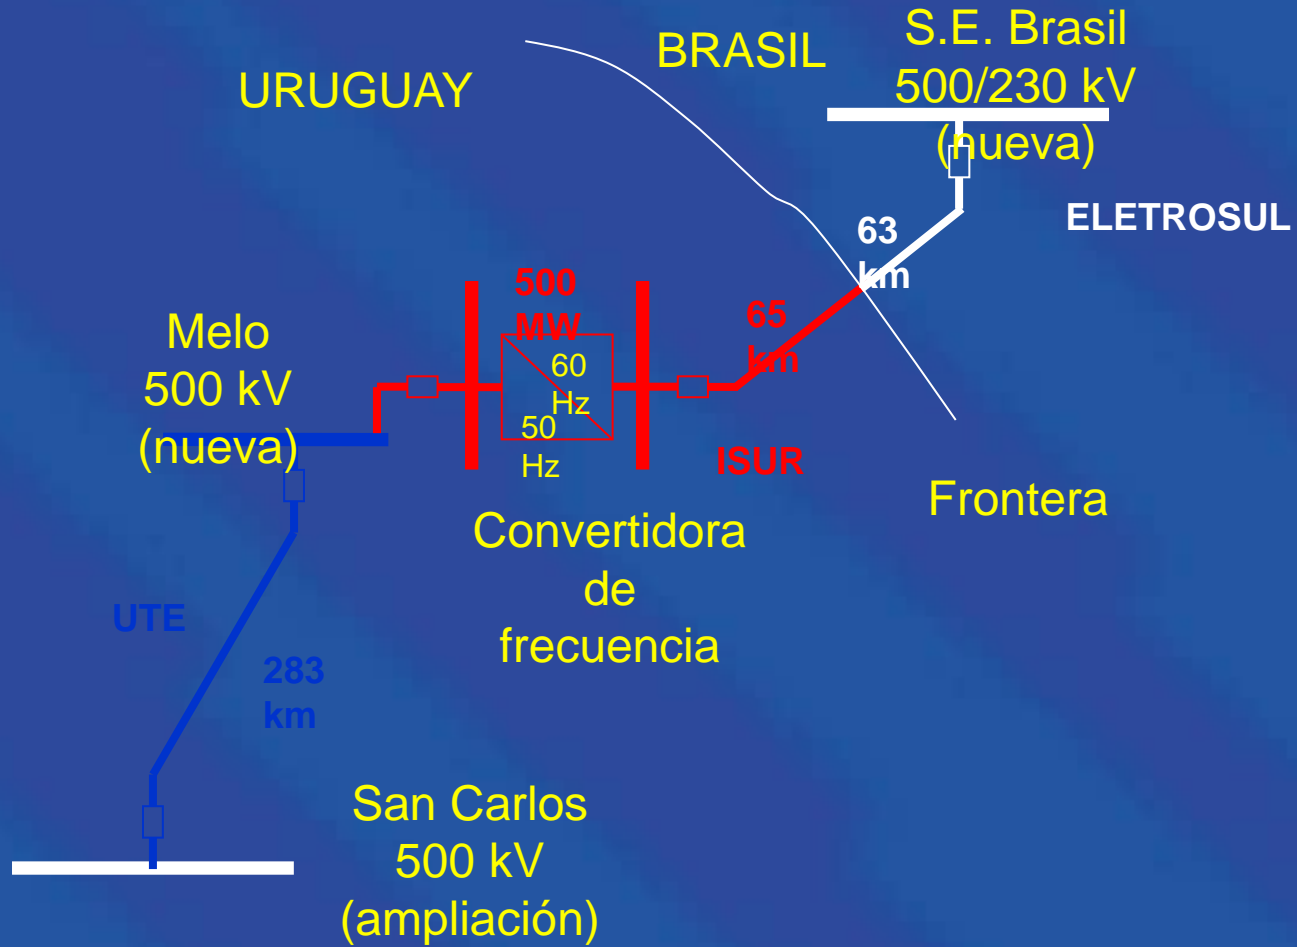 URUGUAY
BRASIL
S.E. Brasil
500/230 kV
(nueva)
ELETROSUL
63
km
500
MW
65
km
Melo
500 kV
(nueva)
60
Hz
50
Hz
ISUR
Frontera
Convertidora
de
frecuencia
UTE
283
km
San Carlos
500 kV
(ampliación)